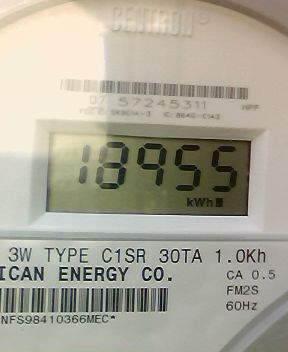 CENTRON®
07 57245311
HPF
18955
kWh
3W TYPE C1SR 30TA 1.0Kh
ICAN ENERGY CO.
CA 0.5
FM2S
60Hz
NFS98410366MEC*